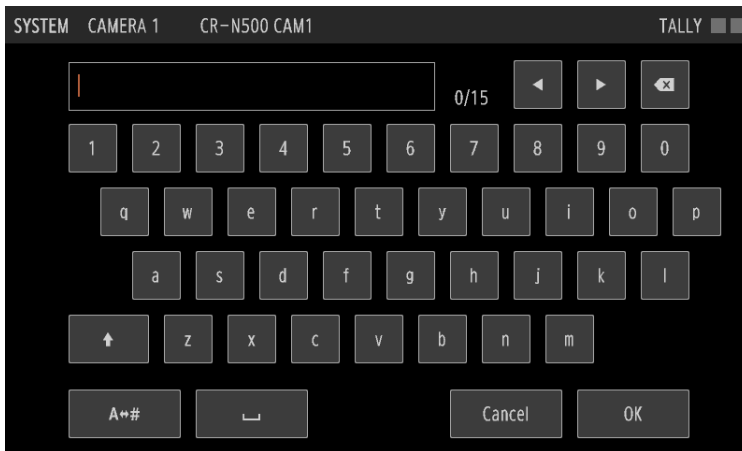 SYSTEM CAMERA 1 CR-N500 CAM1 TALLY
0/15
1 2 3 4 5 6 7 8 9 0
q w e r t y u i o p
a s d f g h j k l
z x c v b n m
A↔# Cancel OK